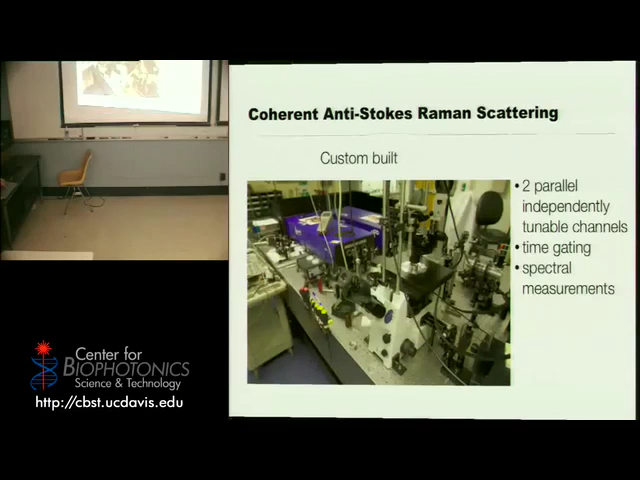 Coherent Anti-Stokes Raman Scattering
Custom built
• 2 parallel
independently
tunable channels
• time gating
• spectral
measurements
Center for
BIOPHOTONICS
Science & Technology
http://cbst.ucdavis.edu